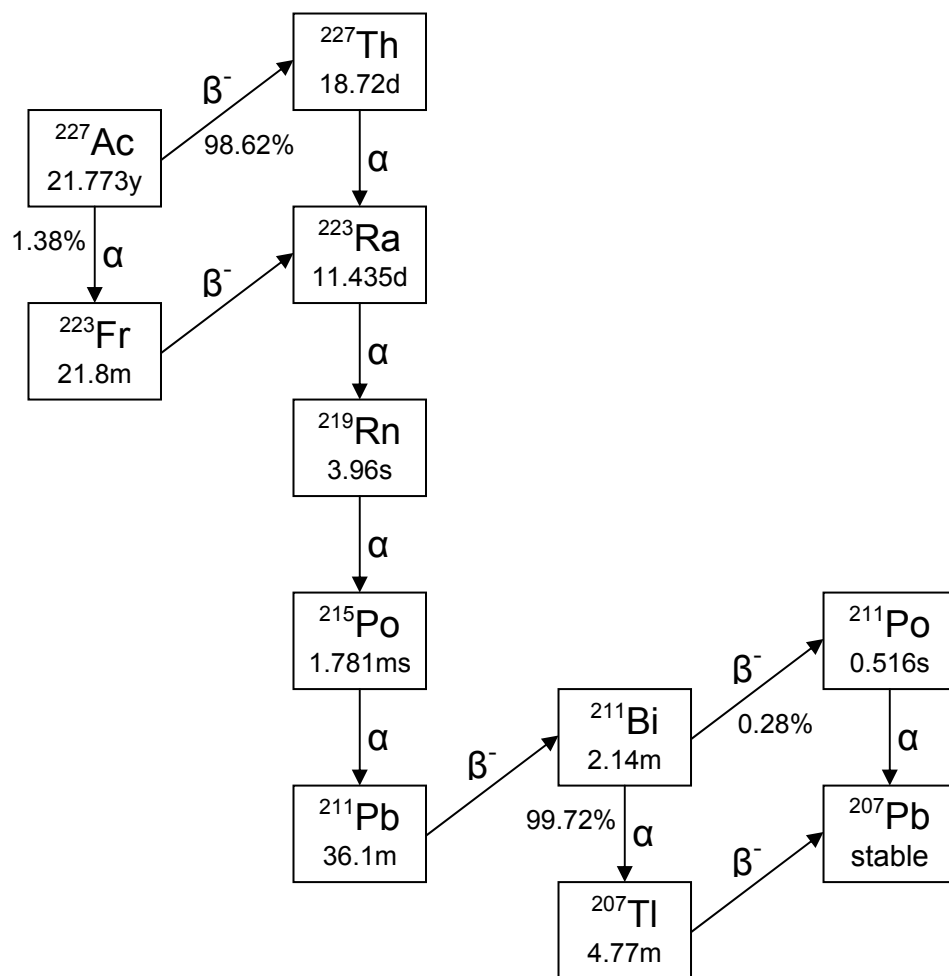 ²²⁷Th
18.72d
β⁻
98.62%
α
²²⁷Ac
21.773y
1.38%
α
²²³Ra
11.435d
β⁻
²²³Fr
21.8m
α
²¹⁹Rn
3.96s
α
²¹⁵Po
1.781ms
α
²¹¹Pb
36.1m
β⁻
²¹¹Bi
2.14m
β⁻
0.28%
²¹¹Po
0.516s
α
99.72%
α
²⁰⁷Pb
stable
β⁻
²⁰⁷Tl
4.77m